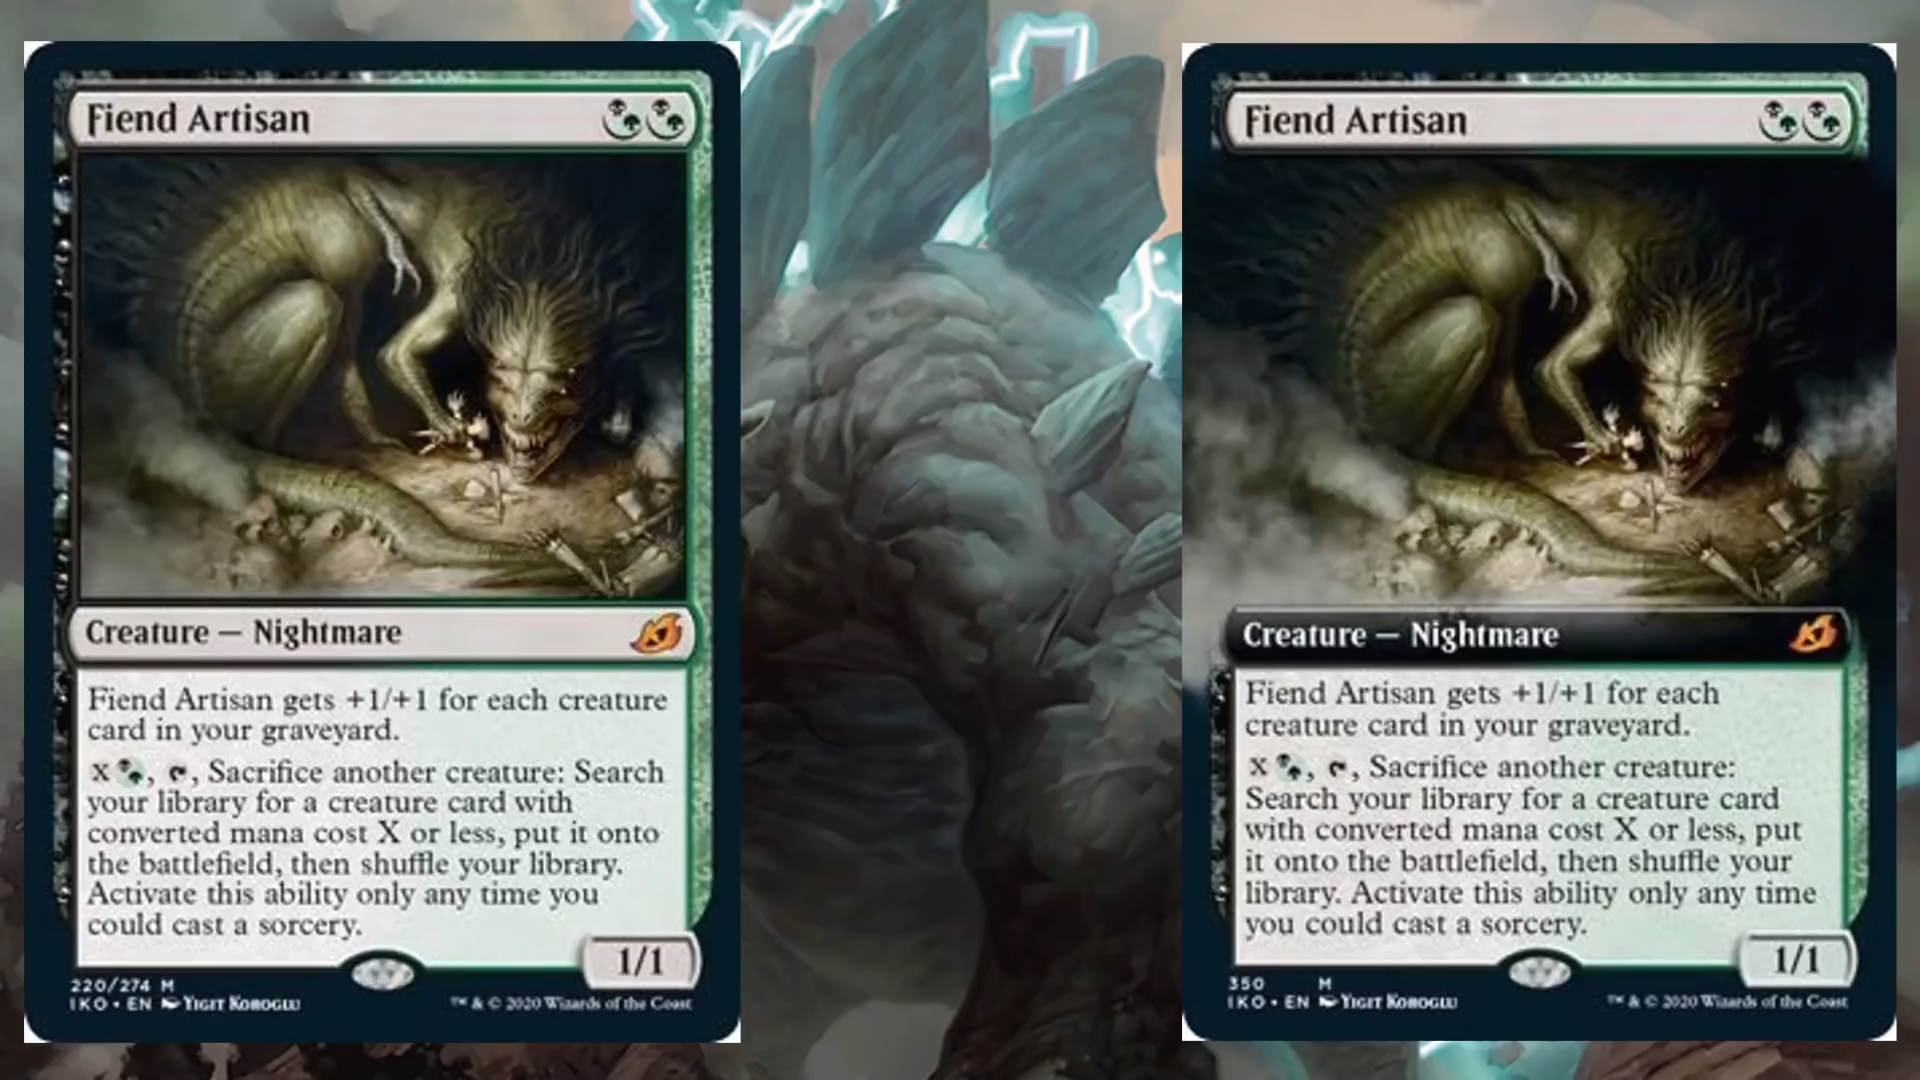 Fiend Artisan
Creature — Nightmare
Fiend Artisan gets +1/+1 for each creature
card in your graveyard.
X , , Sacrifice another creature: Search
your library for a creature card with
converted mana cost X or less, put it onto
the battlefield, then shuffle your library.
Activate this ability only any time you
could cast a sorcery.
1/1
220/274 M
IKO • EN Yigit Koroglu
™ & © 2020 Wizards of the Coast
Fiend Artisan
Creature — Nightmare
Fiend Artisan gets +1/+1 for each
creature card in your graveyard.
X , , Sacrifice another creature:
Search your library for a creature card
with converted mana cost X or less, put
it onto the battlefield, then shuffle your
library. Activate this ability only any time
you could cast a sorcery.
1/1
350 M
IKO • EN Yigit Koroglu
™ & © 2020 Wizards of the Coast